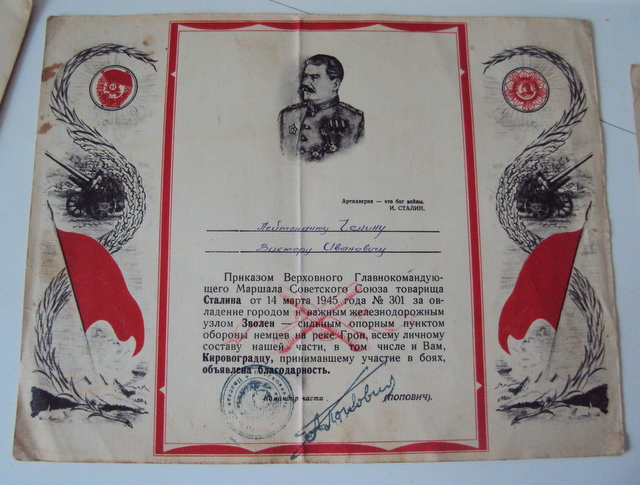 Артиллерия — это бог войны.
И. СТАЛИН.
Лейтенанту Челину
Виктору Ивановичу
Приказом Верховного Главнокомандую-
щего Маршала Советского Союза товарища
Сталина от 14 марта 1945 года № 301 за ов-
ладение городом и важным железнодорожным
узлом Зволен — сильным опорным пунктом
обороны немцев на реке Грон, всему личному
составу нашей части, в том числе и Вам,
Кировоградцу, принимавшему участие в боях,
объявлена благодарность.
Командир части (ПОПОВИЧ).